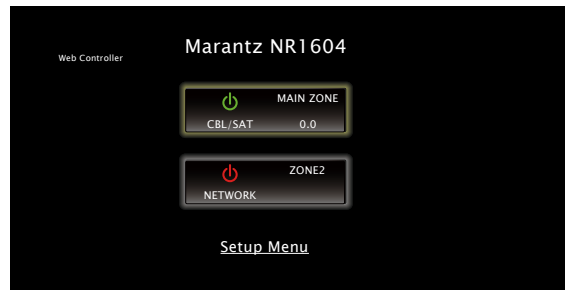 Marantz NR1604
Web Controller
MAIN ZONE
CBL/SAT 0.0
ZONE2
NETWORK
Setup Menu